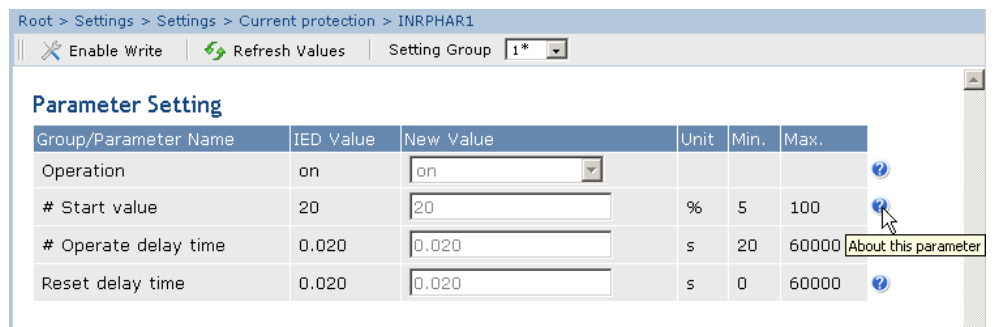 Root > Settings > Settings > Current protection > INRPHAR1
Enable Write Refresh Values Setting Group 1*
Parameter Setting
Group/Parameter Name IED Value New Value Unit Min. Max.
Operation on on
# Start value 20 20 % 5 100
# Operate delay time 0.020 0.020 s 20 60000 About this parameter
Reset delay time 0.020 0.020 s 0 60000